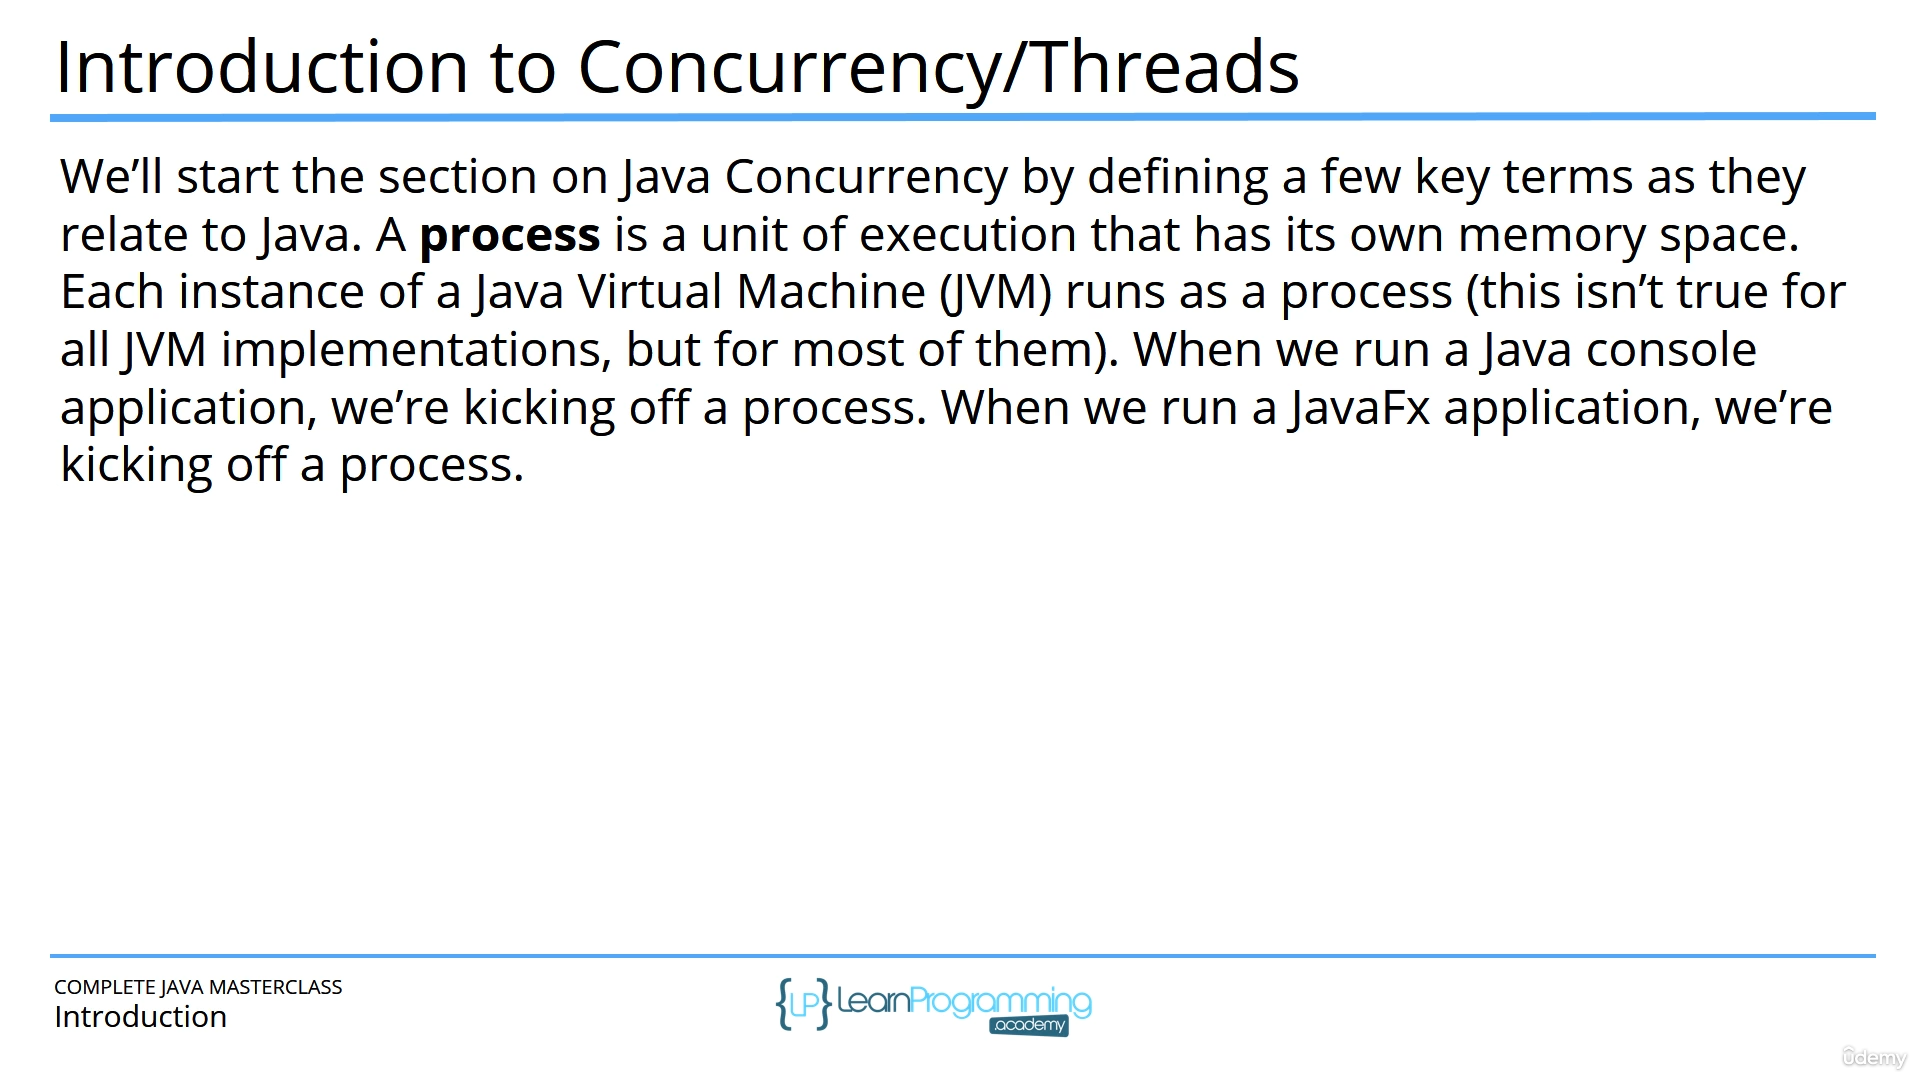 Introduction to Concurrency/Threads
We’ll start the section on Java Concurrency by defining a few key terms as they
relate to Java. A process is a unit of execution that has its own memory space.
Each instance of a Java Virtual Machine (JVM) runs as a process (this isn’t true for
all JVM implementations, but for most of them). When we run a Java console
application, we’re kicking off a process. When we run a JavaFx application, we’re
kicking off a process.
COMPLETE JAVA MASTERCLASS
Introduction
{LP} LearnProgramming
.academy
ûdemy